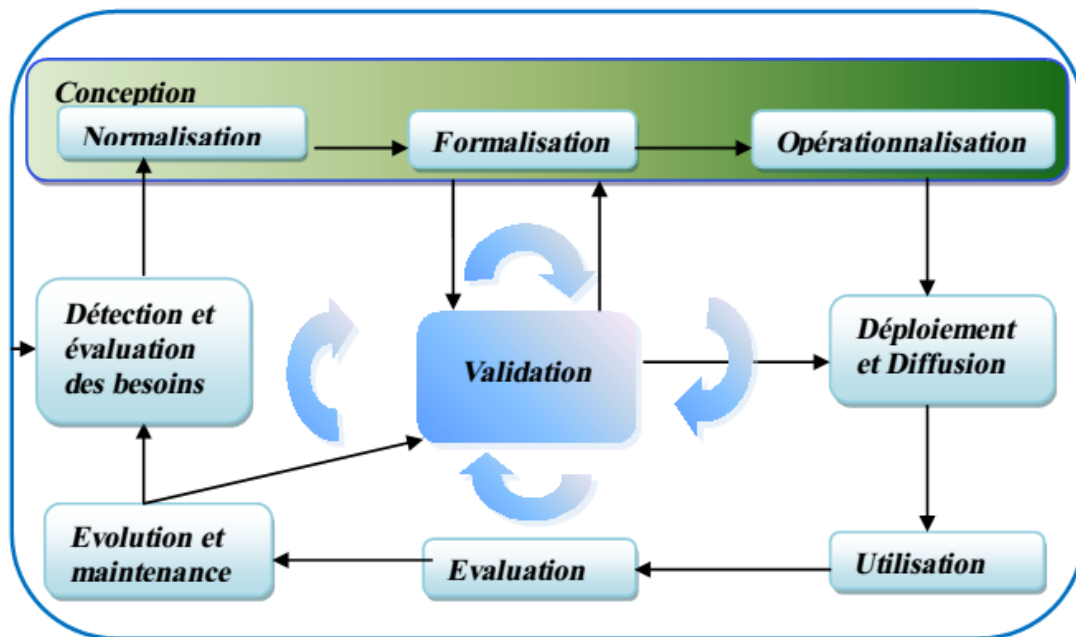 Conception
Normalisation
Formalisation
Opérationnalisation
Détection et
évaluation
des besoins
Validation
Déploiement
et Diffusion
Evolution et
maintenance
Evaluation
Utilisation